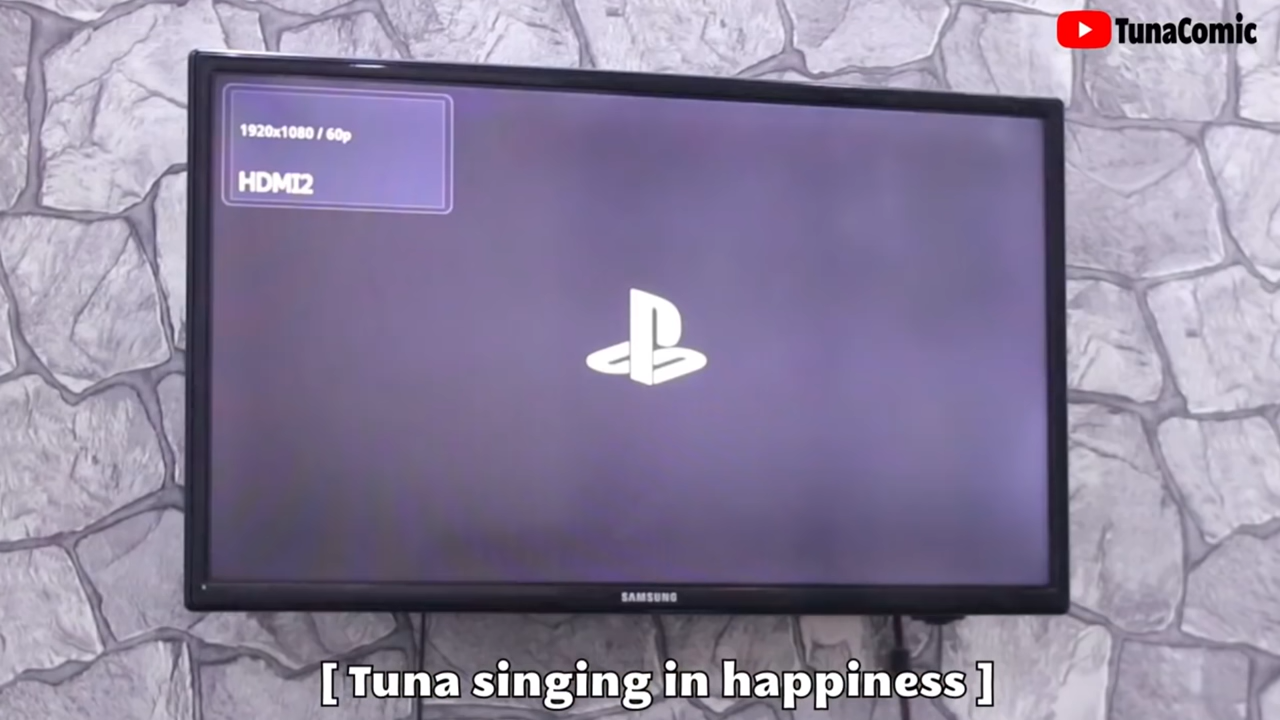 TunaComic
1920x1080 / 60p
HDMI2
SAMSUNG
[ Tuna singing in happiness ]